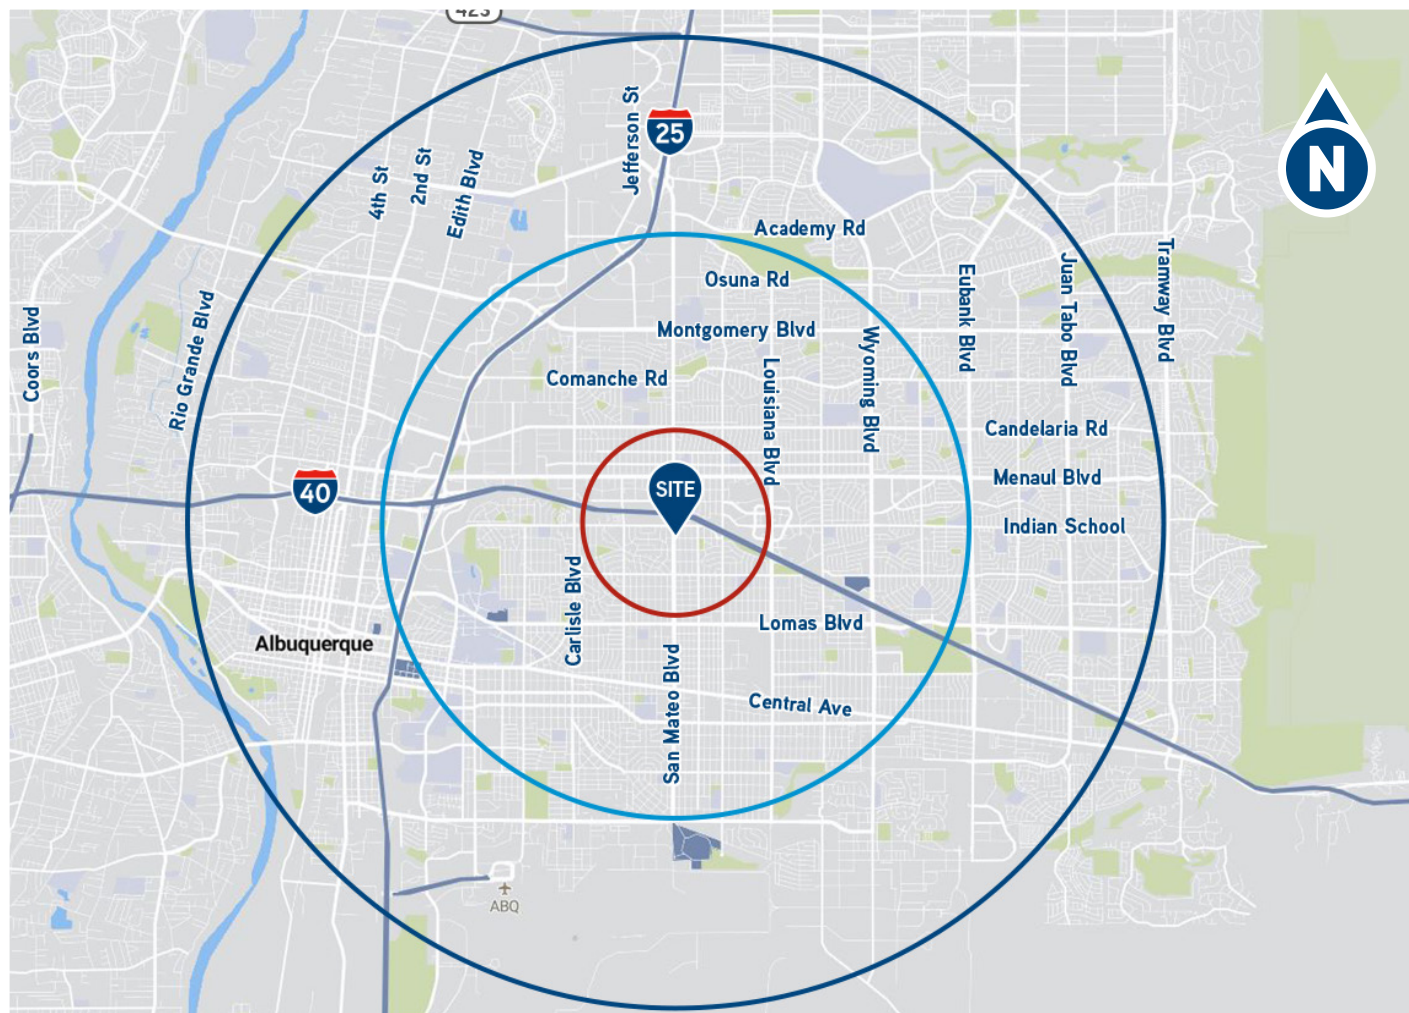 423
25
N
Jefferson St
4th St
2nd St
Edith Blvd
Academy Rd
Osuna Rd
Montgomery Blvd
Comanche Rd
Louisiana Blvd
Wyoming Blvd
Eubank Blvd
Juan Tabo Blvd
Tramway Blvd
Coors Blvd
Rio Grande Blvd
Candelaria Rd
Menaul Blvd
Indian School
40
SITE
Carlisle Blvd
Lomas Blvd
Albuquerque
San Mateo Blvd
Central Ave
ABQ